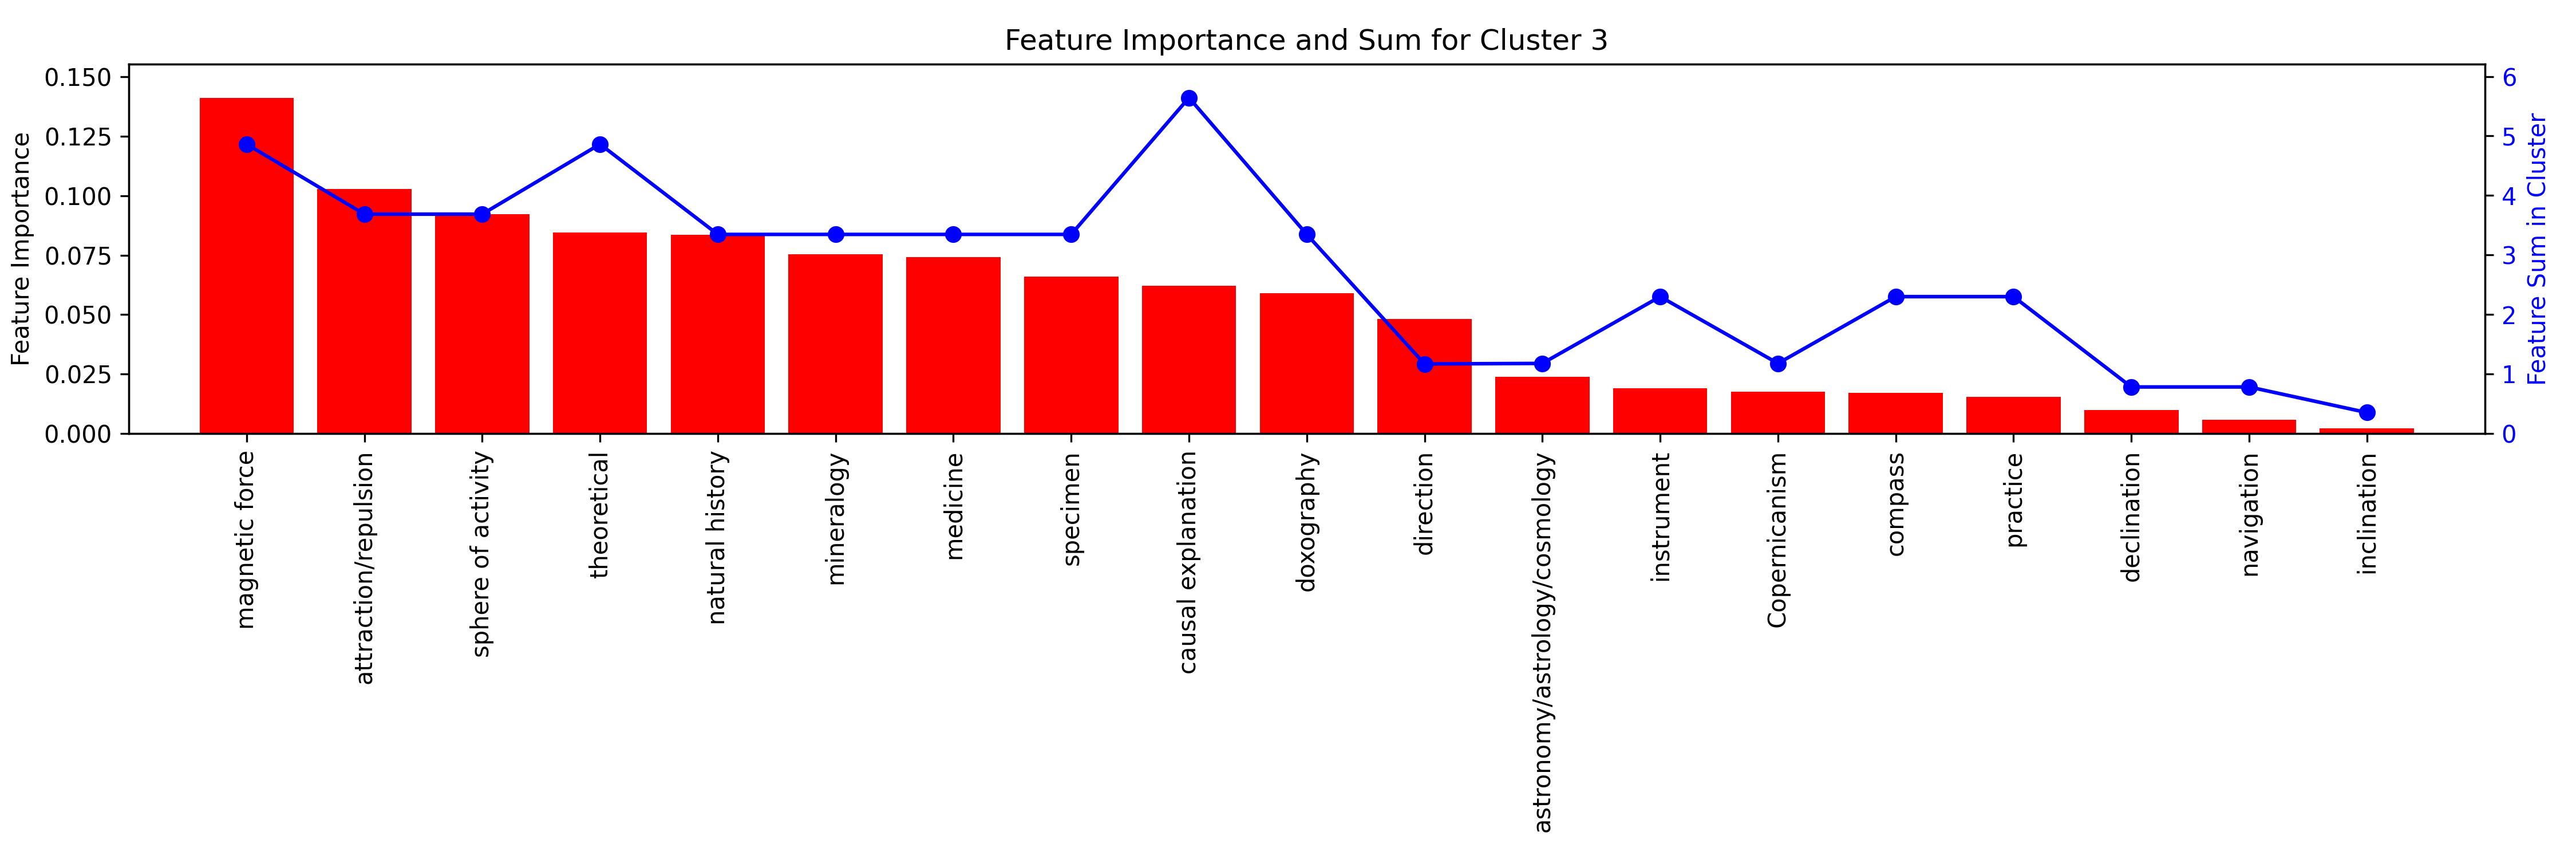 Feature Importance and Sum for Cluster 3
Feature Importance
0.150
0.125
0.100
0.075
0.050
0.025
0.000
6
5
4
3
2
1
0
Feature Sum in Cluster
magnetic force
attraction/repulsion
sphere of activity
theoretical
natural history
mineralogy
medicine
specimen
causal explanation
doxography
direction
astronomy/astrology/cosmology
instrument
Copernicanism
compass
practice
declination
navigation
inclination